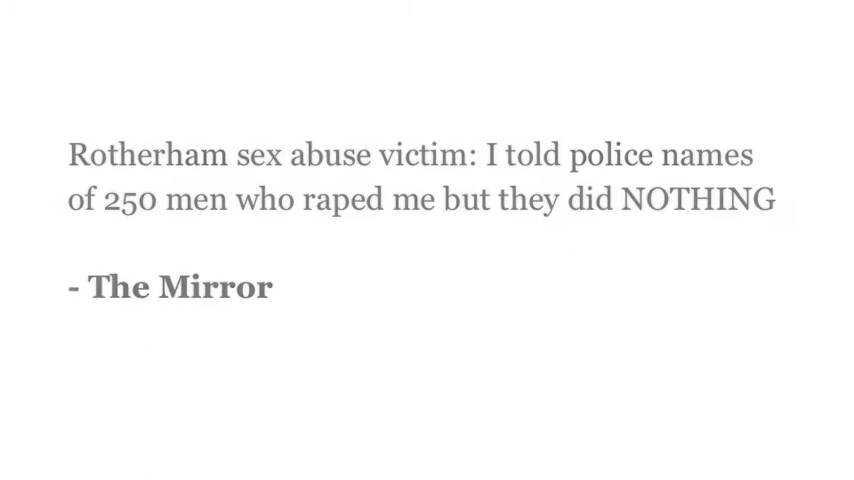 Rotherham sex abuse victim: I told police names
of 250 men who raped me but they did NOTHING
- The Mirror